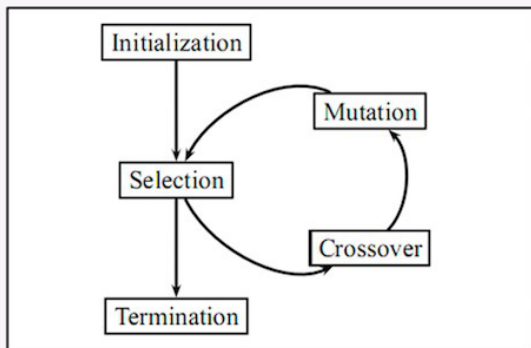 Initialization
Mutation
Selection
Crossover
Termination